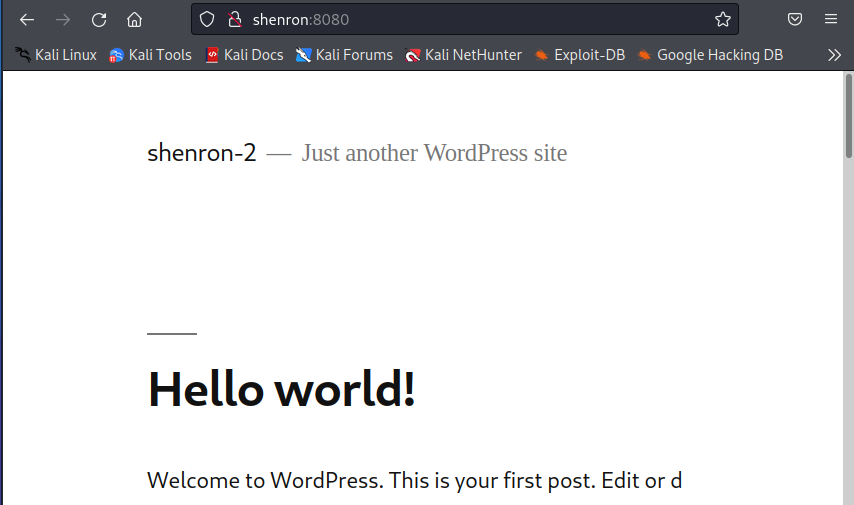 shenron:8080
Kali Linux Kali Tools Kali Docs Kali Forums Kali NetHunter Exploit-DB Google Hacking DB
shenron-2 — Just another WordPress site
Hello world!
Welcome to WordPress. This is your first post. Edit or d